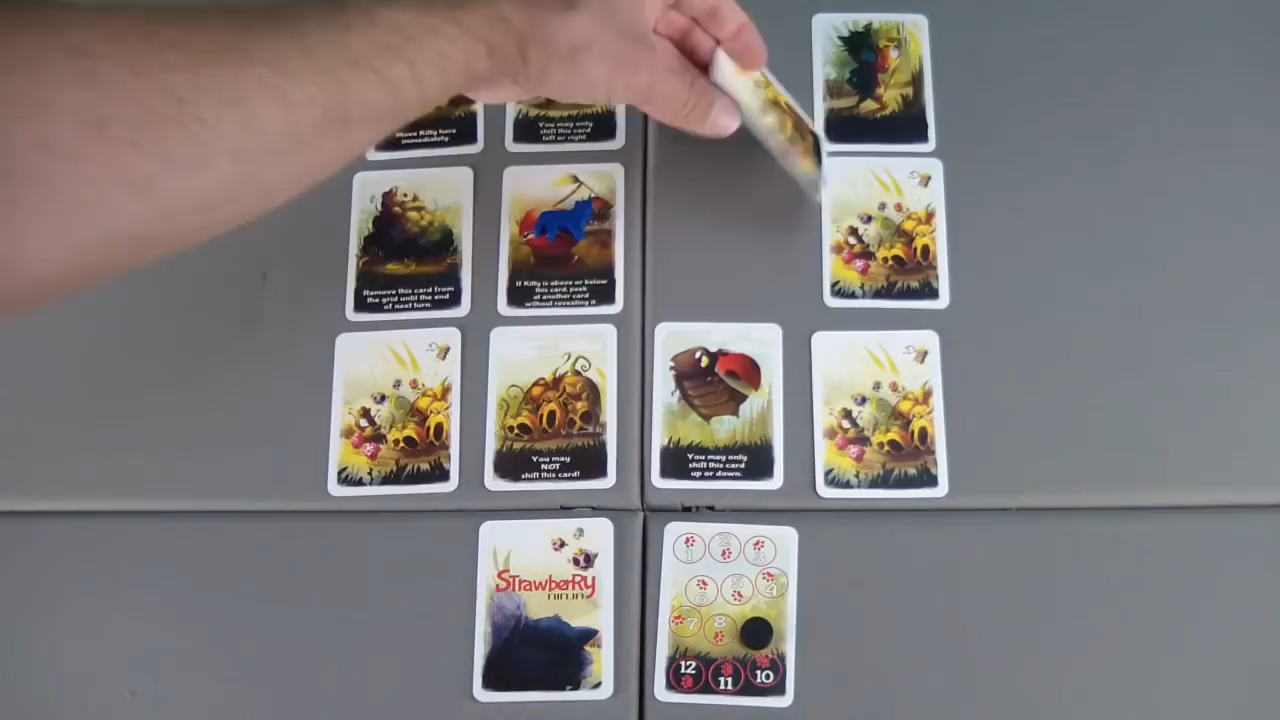 Move Kitty here
immediately.
You may only
shift this card
left or right.
Remove this card from
the grid until the end
of next turn.
If Kitty is above or below
this card, peek
at another card
without revealing it.
You may
NOT
shift this card!
You may only
shift this card
up or down.
Strawberry
NINJA
1 2 3
6 5 4
7 8
12 11 10